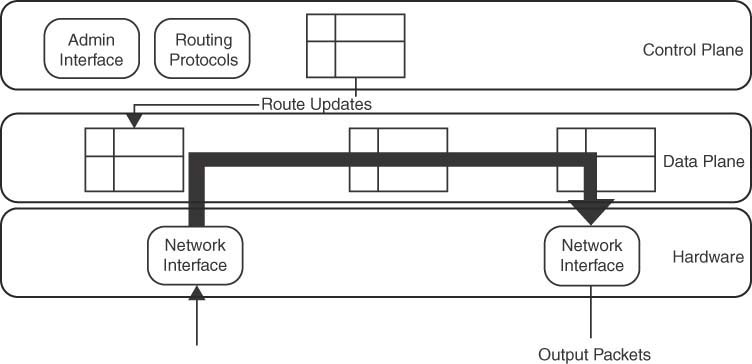 Admin
Interface
Routing
Protocols
Control Plane
Route Updates
Data Plane
Network
Interface
Network
Interface
Hardware
Output Packets